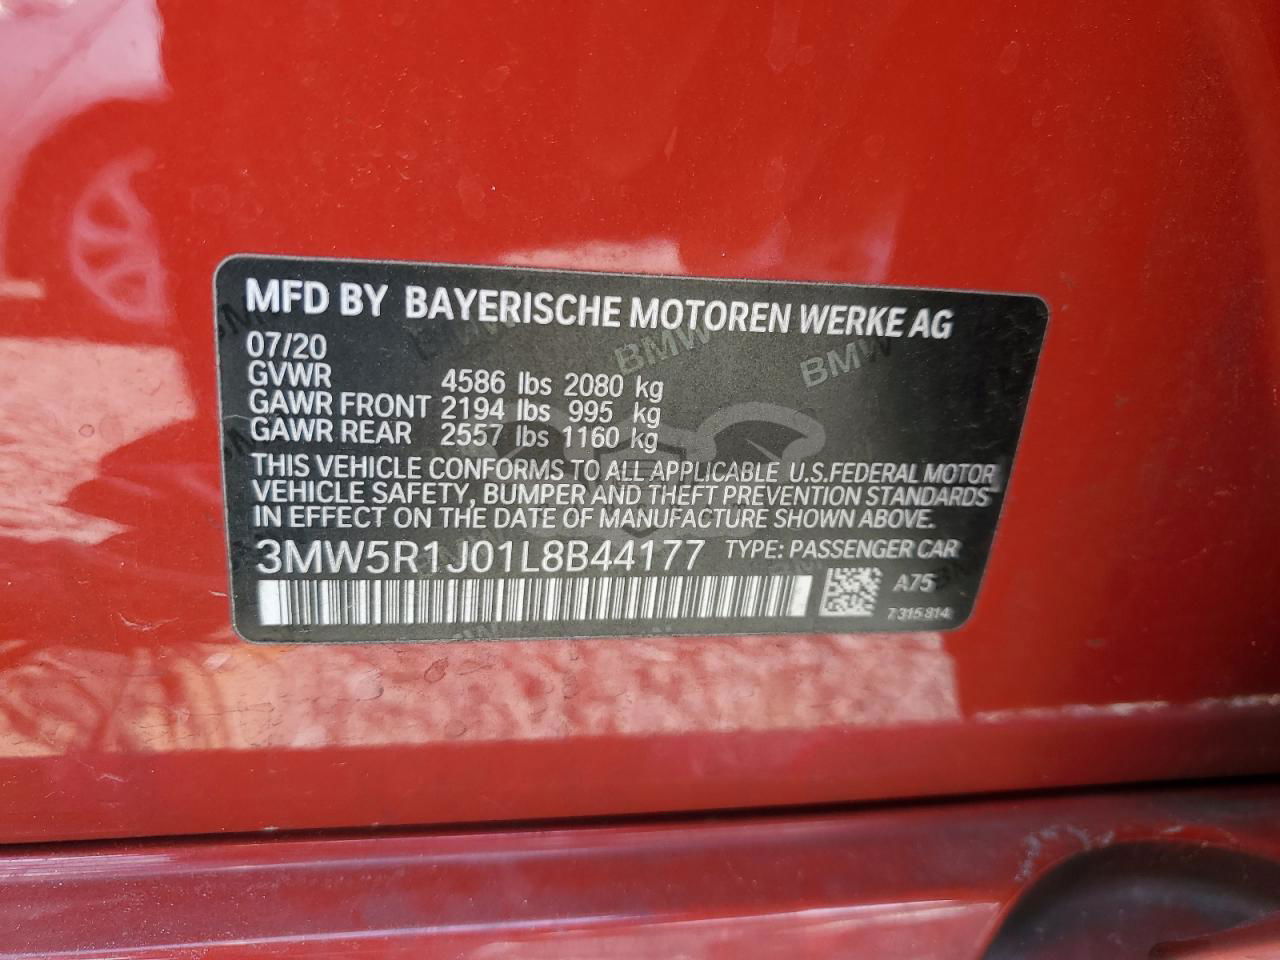 MFD BY BAYERISCHE MOTOREN WERKE AG
07/20
GVWR 4586 lbs 2080 kg
GAWR FRONT 2194 lbs 995 kg
GAWR REAR 2557 lbs 1160 kg
THIS VEHICLE CONFORMS TO ALL APPLICABLE U.S.FEDERAL MOTOR
VEHICLE SAFETY, BUMPER AND THEFT PREVENTION STANDARDS
IN EFFECT ON THE DATE OF MANUFACTURE SHOWN ABOVE.
3MW5R1J01L8B44177 TYPE: PASSENGER CAR
A75
7 315 814
BMW
BMW